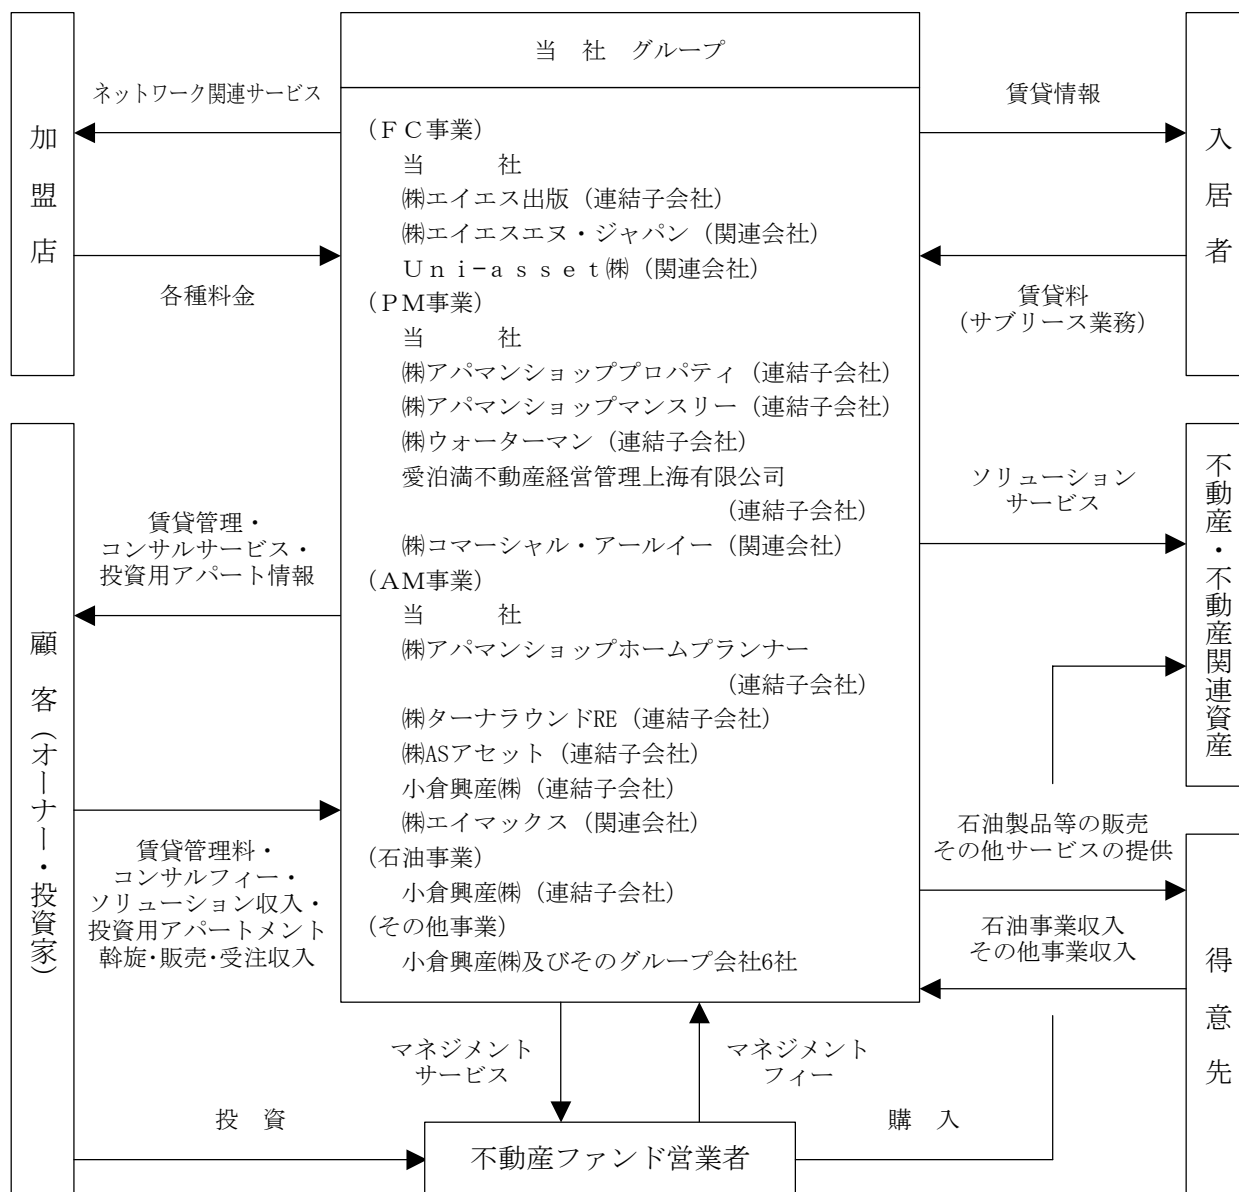 当　社　グループ
加盟店
ネットワーク関連サービス
各種料金
(ＦＣ事業)
当　　　社
㈱エイエス出版（連結子会社）
㈱エイエスエヌ・ジャパン（関連会社）
Ｕｎｉ−ａｓｓｅｔ㈱（関連会社）
(ＰＭ事業)
当　　　社
㈱アパマンショッププロパティ（連結子会社）
㈱アパマンショップマンスリー（連結子会社）
㈱ウォーターマン（連結子会社）
愛泊満不動産経営管理上海有限公司
（連結子会社）
㈱コマーシャル・アールイー（関連会社）
(ＡＭ事業)
当　　　社
㈱アパマンショップホームプランナー
（連結子会社）
㈱ターナラウンドRE（連結子会社）
㈱ASアセット（連結子会社）
小倉興産㈱（連結子会社）
㈱エイマックス（関連会社）
(石油事業)
小倉興産㈱（連結子会社）
(その他事業)
小倉興産㈱及びそのグループ会社6社
賃貸情報
賃貸料
(サブリース業務)
入居者
顧客（オーナー・投資家）
賃貸管理・
コンサルサービス・
投資用アパート情報
賃貸管理料・
コンサルフィー・
ソリューション収入・
投資用アパートメント
斡旋・販売・受注収入
ソリューション
サービス
不動産・不動産関連資産
石油製品等の販売
その他サービスの提供
石油事業収入
その他事業収入
得意先
マネジメント
サービス
マネジメント
フィー
投　資
不動産ファンド営業者
購　入